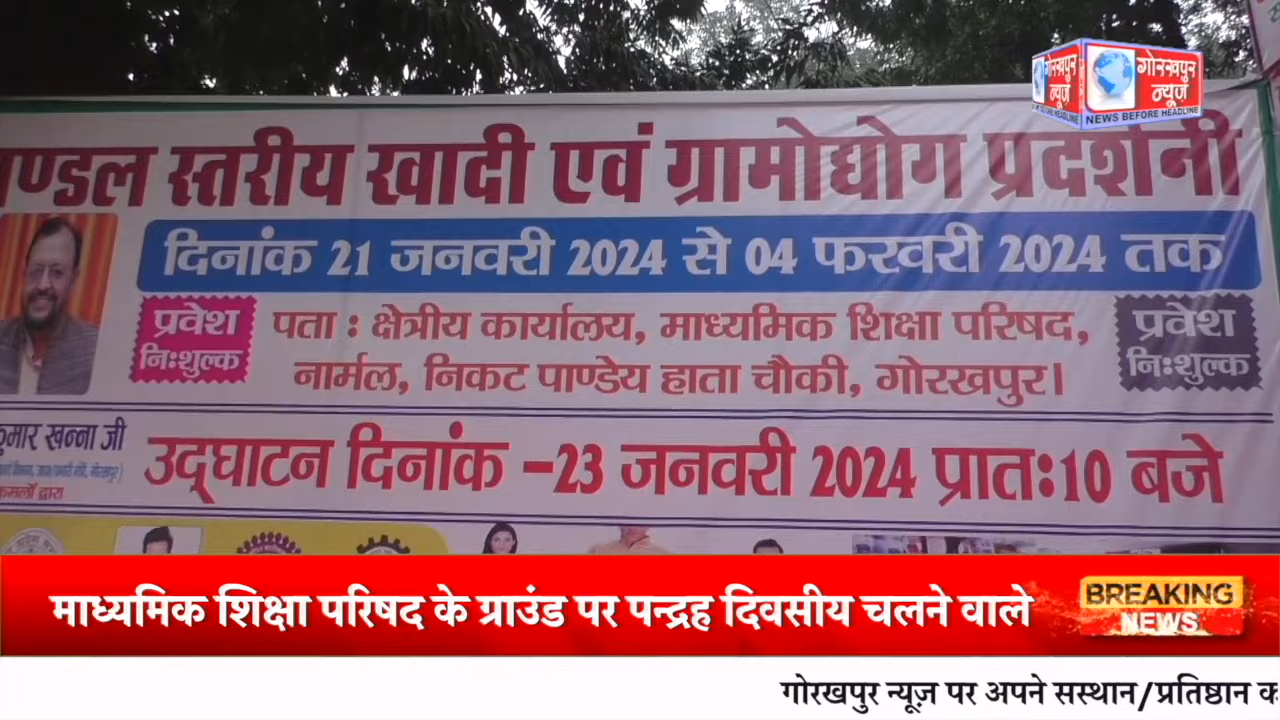 गोरखपुर
न्यूज़
गोरखपुर
न्यूज़
NEWS BEFORE HEADLINE
मण्डल स्तरीय खादी एवं ग्रामोद्योग प्रदर्शनी
दिनांक 21 जनवरी 2024 से 04 फरवरी 2024 तक
प्रवेश
निःशुल्क
पता : क्षेत्रीय कार्यालय, माध्यमिक शिक्षा परिषद,
नार्मल, निकट पाण्डेय हाता चौकी, गोरखपुर।
प्रवेश
निःशुल्क
कुमार खन्ना जी
कमलों द्वारा
उद्घाटन दिनांक -23 जनवरी 2024 प्रातः10 बजे
माध्यमिक शिक्षा परिषद के ग्राउंड पर पन्द्रह दिवसीय चलने वाले
BREAKING
NEWS
गोरखपुर न्यूज़ पर अपने सस्थान/प्रतिष्ठान क